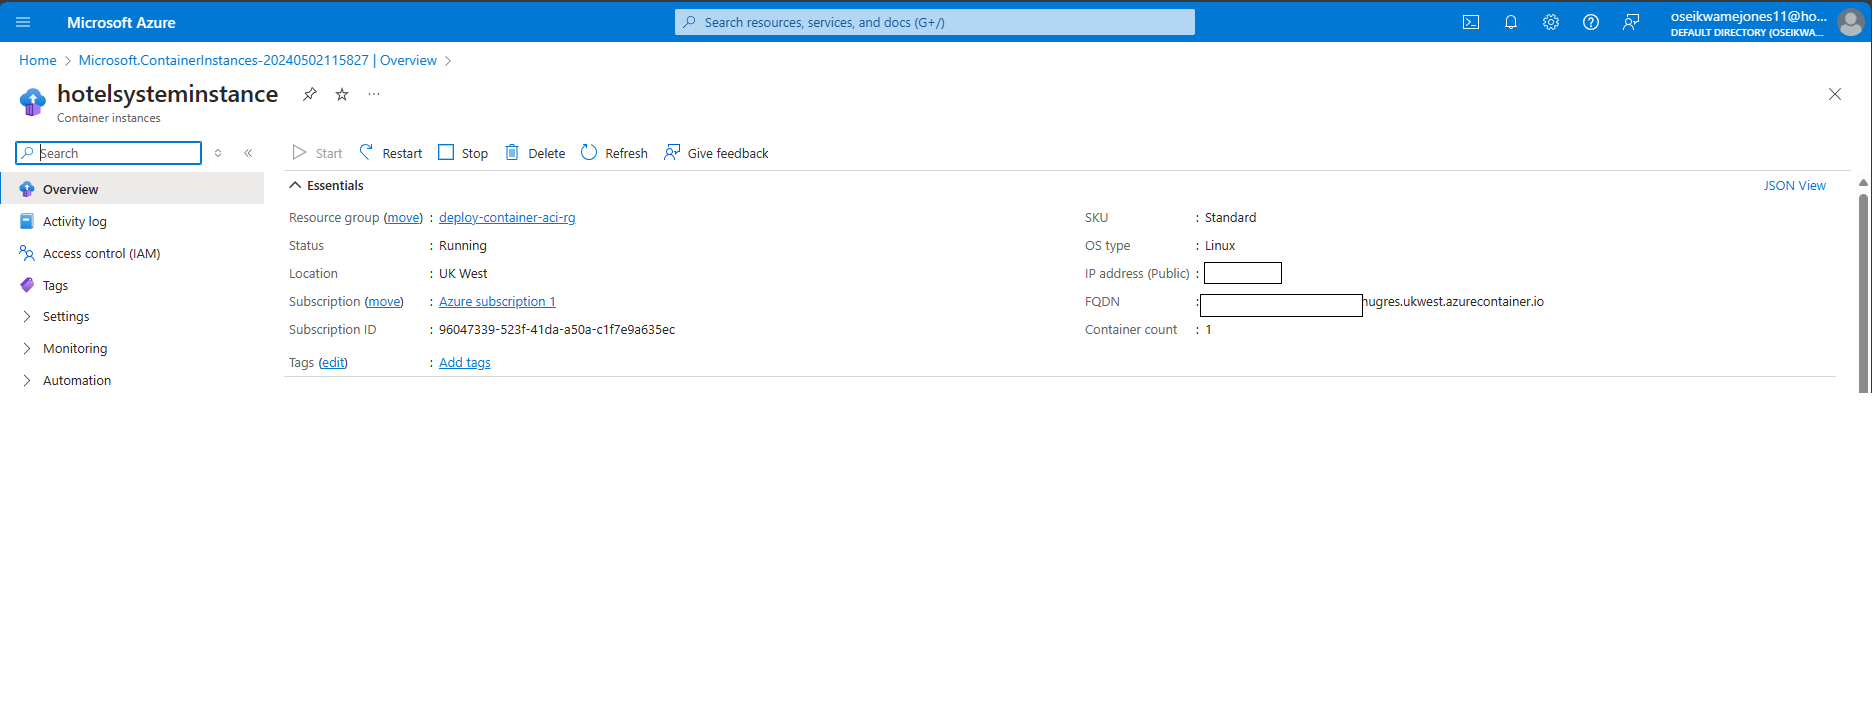 Microsoft Azure
Search resources, services, and docs (G+/)
oseikwamejones11@ho...
DEFAULT DIRECTORY (OSEIKWA...
Home > Microsoft.ContainerInstances-20240502115827 | Overview >
hotelsysteminstance
...
Container instances
Search
Start Restart Stop Delete Refresh Give feedback
Overview
Activity log
Access control (IAM)
Tags
Settings
Monitoring
Automation
Essentials
JSON View
Resource group (move) : deploy-container-aci-rg
Status : Running
Location : UK West
Subscription (move) : Azure subscription 1
Subscription ID : 96047339-523f-41da-a50a-c1f7e9a635ec
Tags (edit) : Add tags
SKU : Standard
OS type : Linux
IP address (Public) :
FQDN : ugres.ukwest.azurecontainer.io
Container count : 1